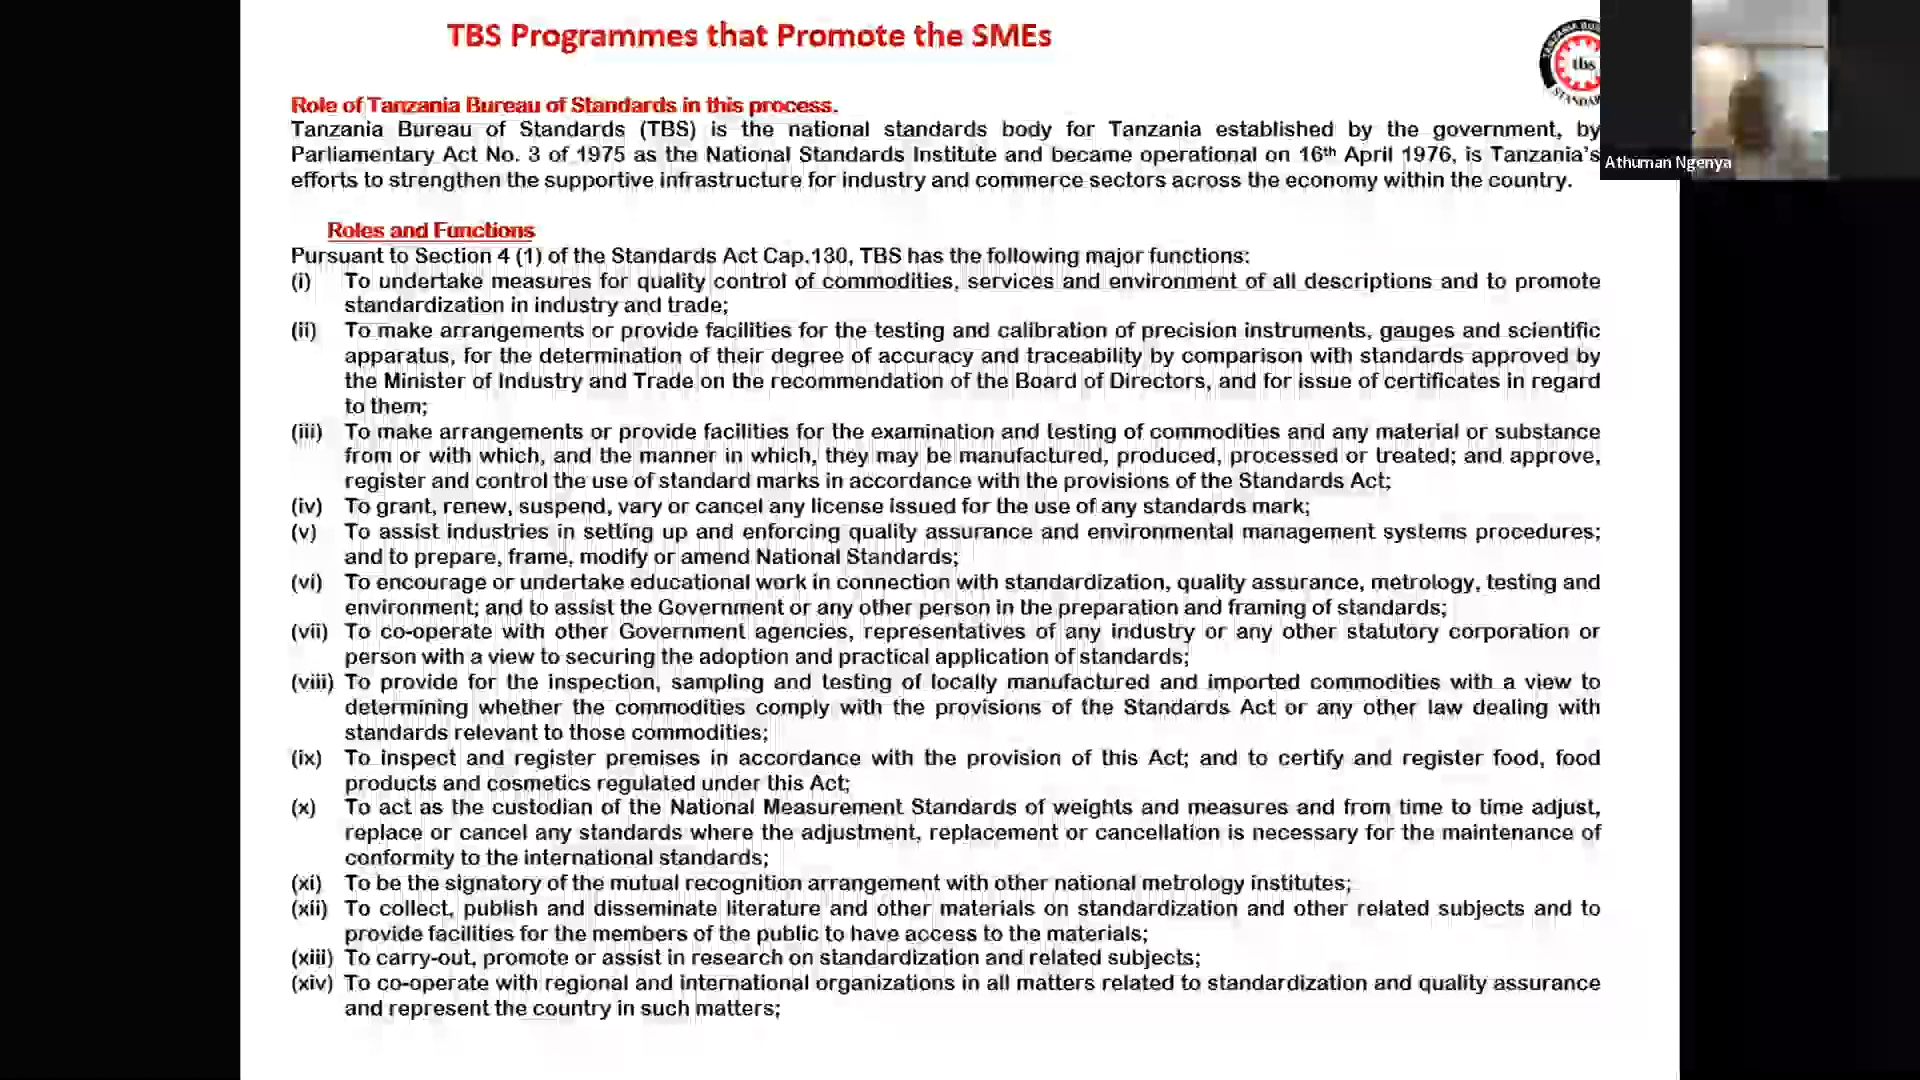 TBS Programmes that Promote the SMEs
tbs
Athuman Ngenya
Role of Tanzania Bureau of Standards in this process.
Tanzania Bureau of Standards (TBS) is the national standards body for Tanzania established by the government, by
Parliamentary Act No. 3 of 1975 as the National Standards Institute and became operational on 16th April 1976, is Tanzania's
efforts to strengthen the supportive infrastructure for industry and commerce sectors across the economy within the country.
Roles and Functions
Pursuant to Section 4 (1) of the Standards Act Cap.130, TBS has the following major functions:
(i) To undertake measures for quality control of commodities, services and environment of all descriptions and to promote
standardization in industry and trade;
(ii) To make arrangements or provide facilities for the testing and calibration of precision instruments, gauges and scientific
apparatus, for the determination of their degree of accuracy and traceability by comparison with standards approved by
the Minister of Industry and Trade on the recommendation of the Board of Directors, and for issue of certificates in regard
to them;
(iii) To make arrangements or provide facilities for the examination and testing of commodities and any material or substance
from or with which, and the manner in which, they may be manufactured, produced, processed or treated; and approve,
register and control the use of standard marks in accordance with the provisions of the Standards Act;
(iv) To grant, renew, suspend, vary or cancel any license issued for the use of any standards mark;
(v) To assist industries in setting up and enforcing quality assurance and environmental management systems procedures;
and to prepare, frame, modify or amend National Standards;
(vi) To encourage or undertake educational work in connection with standardization, quality assurance, metrology, testing and
environment; and to assist the Government or any other person in the preparation and framing of standards;
(vii) To co-operate with other Government agencies, representatives of any industry or any other statutory corporation or
person with a view to securing the adoption and practical application of standards;
(viii) To provide for the inspection, sampling and testing of locally manufactured and imported commodities with a view to
determining whether the commodities comply with the provisions of the Standards Act or any other law dealing with
standards relevant to those commodities;
(ix) To inspect and register premises in accordance with the provision of this Act; and to certify and register food, food
products and cosmetics regulated under this Act;
(x) To act as the custodian of the National Measurement Standards of weights and measures and from time to time adjust,
replace or cancel any standards where the adjustment, replacement or cancellation is necessary for the maintenance of
conformity to the international standards;
(xi) To be the signatory of the mutual recognition arrangement with other national metrology institutes;
(xii) To collect, publish and disseminate literature and other materials on standardization and other related subjects and to
provide facilities for the members of the public to have access to the materials;
(xiii) To carry-out, promote or assist in research on standardization and related subjects;
(xiv) To co-operate with regional and international organizations in all matters related to standardization and quality assurance
and represent the country in such matters;